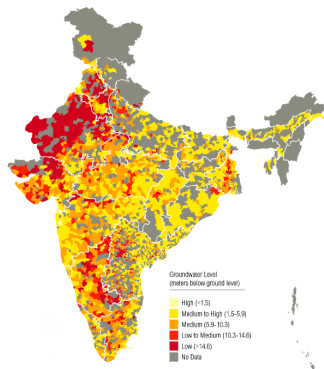 Groundwater Level
(meters below ground level)
High (<1.5)
Medium to High (1.5-5.9)
Medium (5.9-10.3)
Low to Medium (10.3-14.6)
Low (>14.6)
No Data